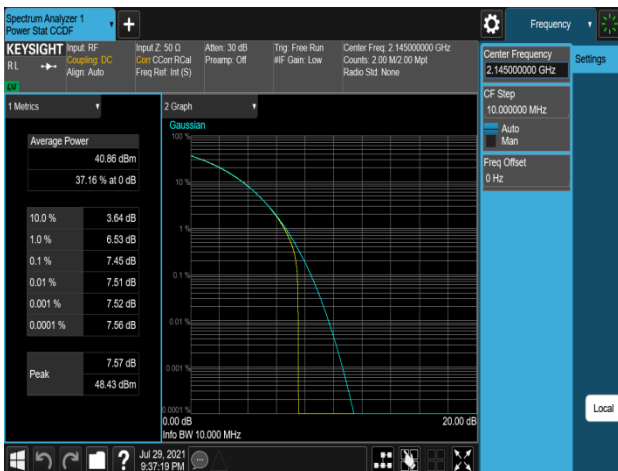 Spectrum Analyzer 1
Power Stat CCDF
+
Frequency
KEYSIGHT
RL
LV
Input: RF
Coupling: DC
Align: Auto
Input Z: 50 Ω
Corr CCorr RCal
Freq Ref: Int (S)
Atten: 30 dB
Preamp: Off
Trig: Free Run
#IF Gain: Low
Center Freq: 2.145000000 GHz
Counts: 2.00 M/2.00 Mpt
Radio Std: None
Center Frequency
2.145000000 GHz
Settings
CF Step
10.000000 MHz
Auto
Man
Freq Offset
0 Hz
1 Metrics
Average Power
40.86 dBm
37.16 % at 0 dB
10.0 % 3.64 dB
1.0 % 6.53 dB
0.1 % 7.45 dB
0.01 % 7.51 dB
0.001 % 7.52 dB
0.0001 % 7.56 dB
Peak
7.57 dB
48.43 dBm
2 Graph
Gaussian
100 %
10 %
1 %
0.1 %
0.01 %
0.001 %
0.0001 %
0.00 dB 20.00 dB
Info BW 10.000 MHz
Local
?
Jul 29, 2021
9:37:19 PM